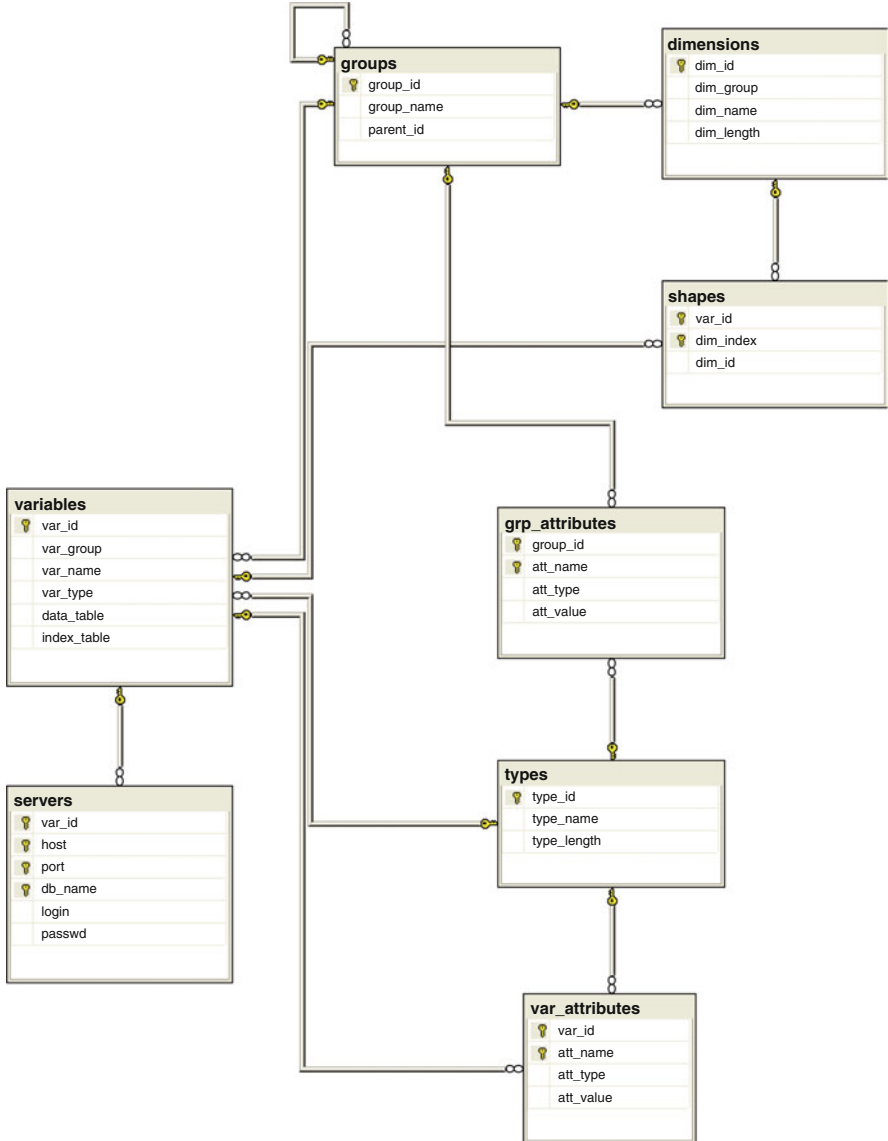 groups
group_id
group_name
parent_id
dimensions
dim_id
dim_group
dim_name
dim_length
shapes
var_id
dim_index
dim_id
variables
var_id
var_group
var_name
var_type
data_table
index_table
grp_attributes
group_id
att_name
att_type
att_value
servers
var_id
host
port
db_name
login
passwd
types
type_id
type_name
type_length
var_attributes
var_id
att_name
att_type
att_value